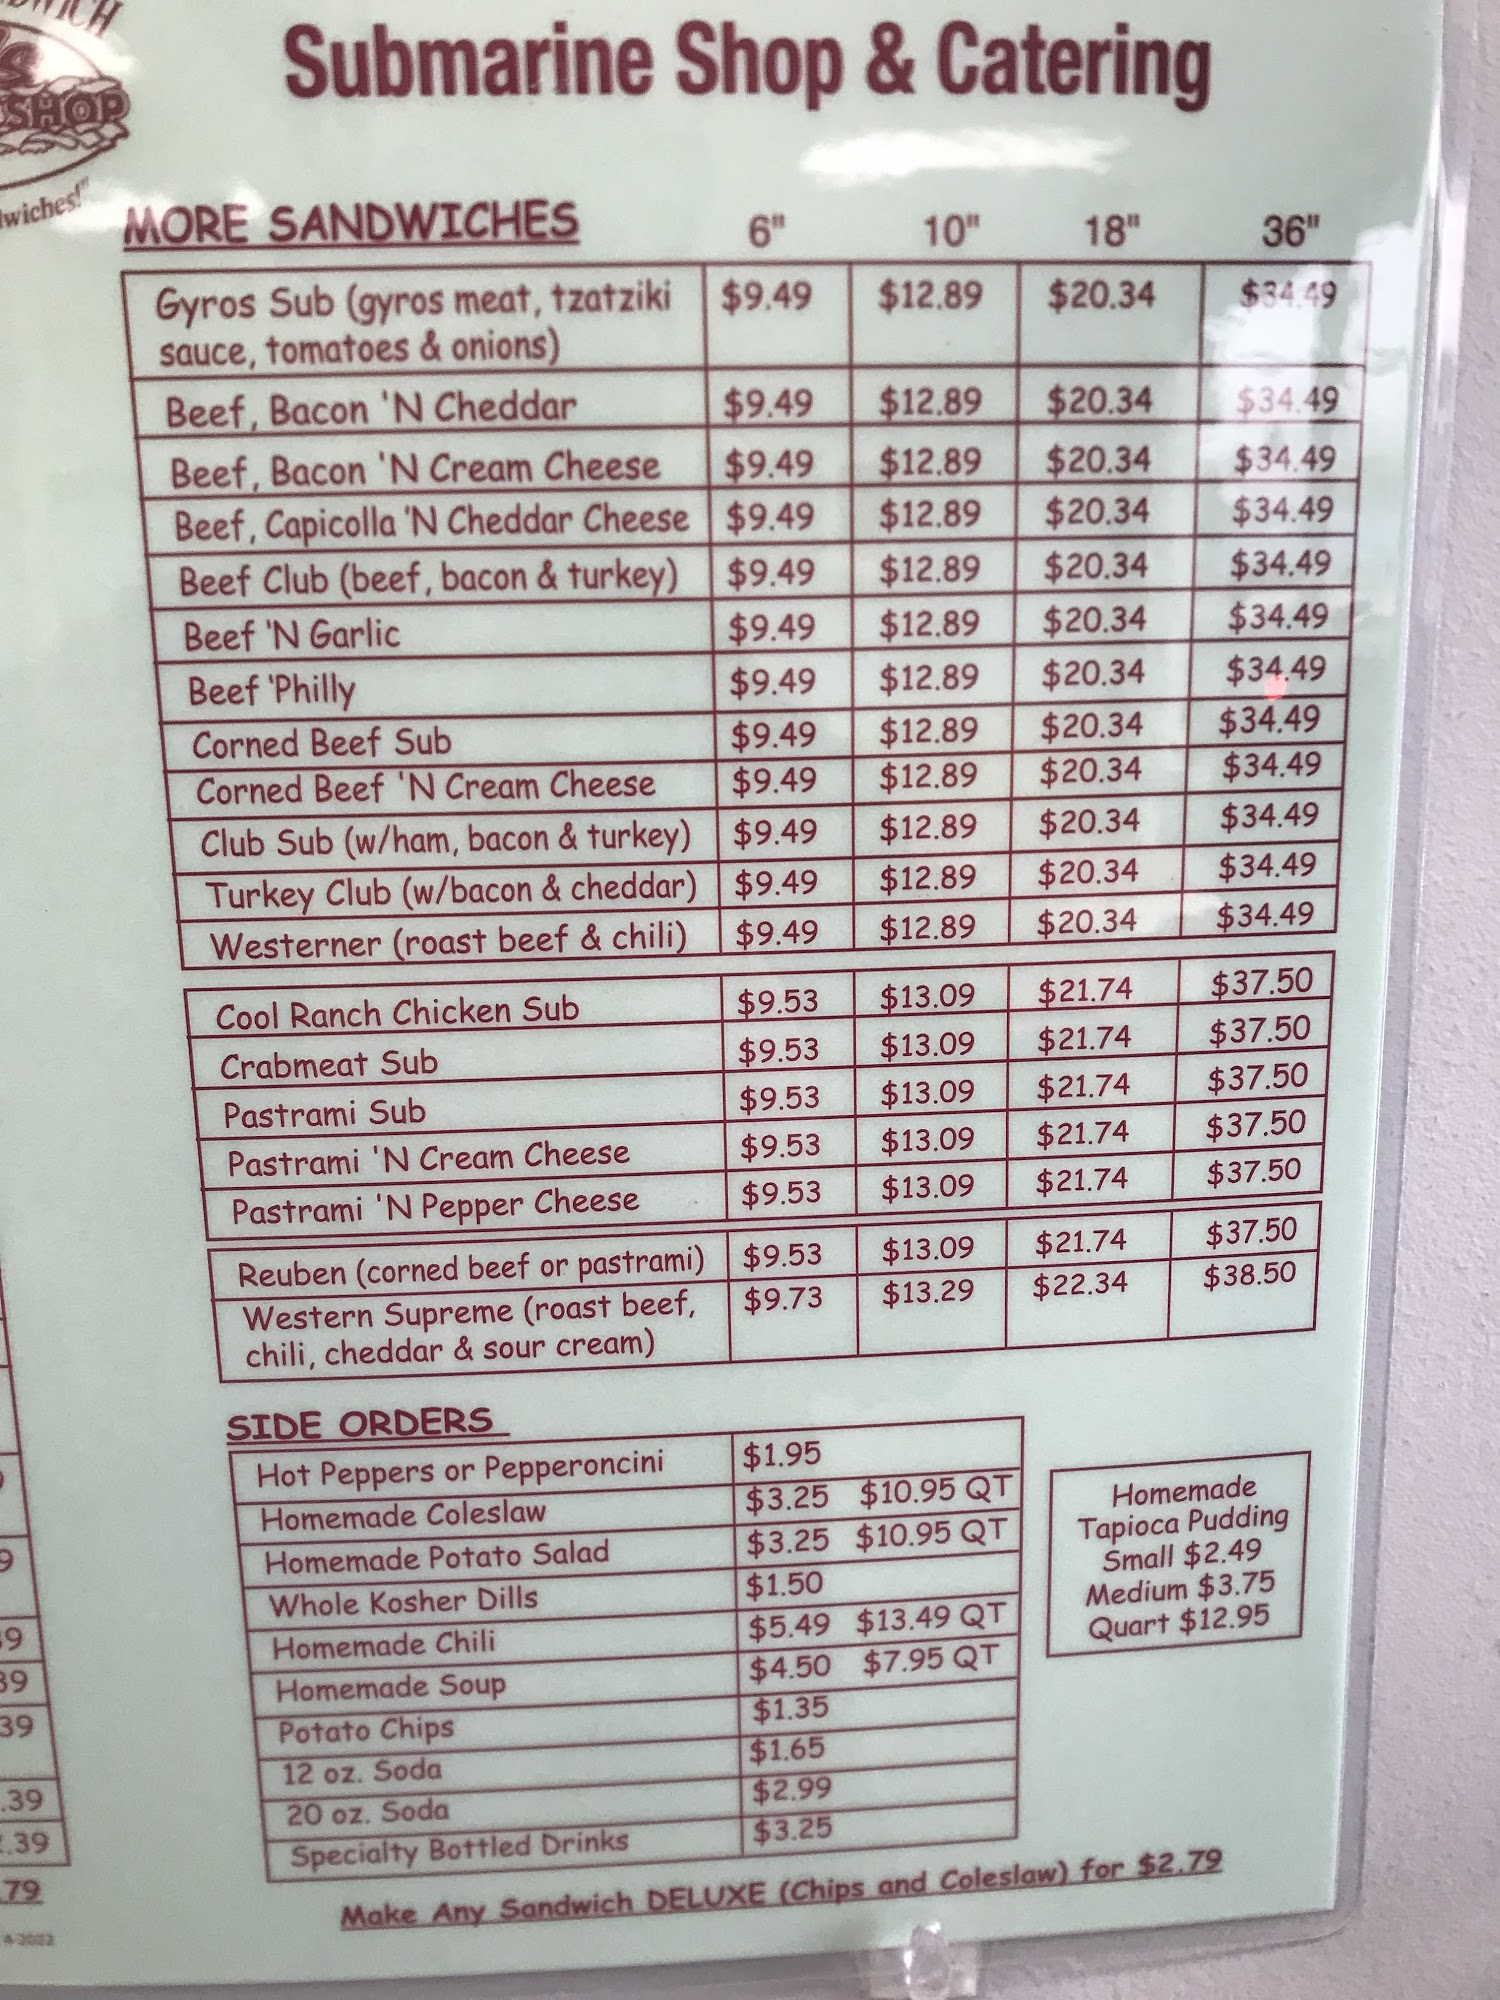 SHOP
Submarine Shop & Catering
MORE SANDWICHES 6" 10" 18" 36"
Gyros Sub (gyros meat, tzatziki $9.49 $12.89 $20.34 $34.49
sauce, tomatoes & onions)
Beef, Bacon 'N Cheddar $9.49 $12.89 $20.34 $34.49
Beef, Bacon 'N Cream Cheese $9.49 $12.89 $20.34 $34.49
Beef, Capicolla 'N Cheddar Cheese $9.49 $12.89 $20.34 $34.49
Beef Club (beef, bacon & turkey) $9.49 $12.89 $20.34 $34.49
Beef 'N Garlic $9.49 $12.89 $20.34 $34.49
Beef 'Philly $9.49 $12.89 $20.34 $34.49
Corned Beef Sub $9.49 $12.89 $20.34 $34.49
Corned Beef 'N Cream Cheese $9.49 $12.89 $20.34 $34.49
Club Sub (w/ham, bacon & turkey) $9.49 $12.89 $20.34 $34.49
Turkey Club (w/bacon & cheddar) $9.49 $12.89 $20.34 $34.49
Westerner (roast beef & chili) $9.49 $12.89 $20.34 $34.49
Cool Ranch Chicken Sub $9.53 $13.09 $21.74 $37.50
Crabmeat Sub $9.53 $13.09 $21.74 $37.50
Pastrami Sub $9.53 $13.09 $21.74 $37.50
Pastrami 'N Cream Cheese $9.53 $13.09 $21.74 $37.50
Pastrami 'N Pepper Cheese $9.53 $13.09 $21.74 $37.50
Reuben (corned beef or pastrami) $9.53 $13.09 $21.74 $37.50
Western Supreme (roast beef, $9.73 $13.29 $22.34 $38.50
chili, cheddar & sour cream)
SIDE ORDERS
Hot Peppers or Pepperoncini $1.95
Homemade Coleslaw $3.25 $10.95 QT
Homemade Potato Salad $3.25 $10.95 QT
Whole Kosher Dills $1.50
Homemade Chili $5.49 $13.49 QT
Homemade Soup $4.50 $7.95 QT
Potato Chips $1.35
12 oz. Soda $1.65
20 oz. Soda $2.99
Specialty Bottled Drinks $3.25
Homemade
Tapioca Pudding
Small $2.49
Medium $3.75
Quart $12.95
Make Any Sandwich DELUXE (Chips and Coleslaw) for $2.79